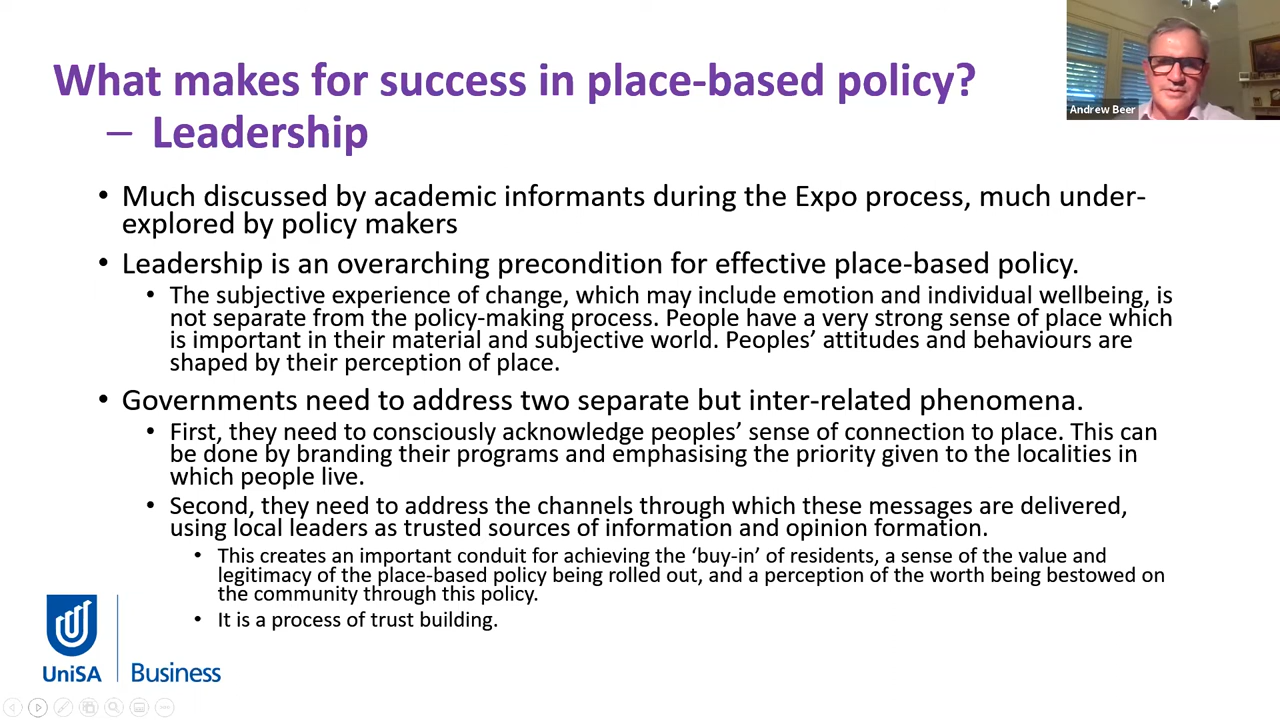 What makes for success in place-based policy?
– Leadership
Andrew Beer
• Much discussed by academic informants during the Expo process, much under-
explored by policy makers
• Leadership is an overarching precondition for effective place-based policy.
• The subjective experience of change, which may include emotion and individual wellbeing, is
not separate from the policy-making process. People have a very strong sense of place which
is important in their material and subjective world. Peoples’ attitudes and behaviours are
shaped by their perception of place.
• Governments need to address two separate but inter-related phenomena.
• First, they need to consciously acknowledge peoples’ sense of connection to place. This can
be done by branding their programs and emphasising the priority given to the localities in
which people live.
• Second, they need to address the channels through which these messages are delivered,
using local leaders as trusted sources of information and opinion formation.
• This creates an important conduit for achieving the ‘buy-in’ of residents, a sense of the value and
legitimacy of the place-based policy being rolled out, and a perception of the worth being bestowed on
the community through this policy.
• It is a process of trust building.
UniSA
Business